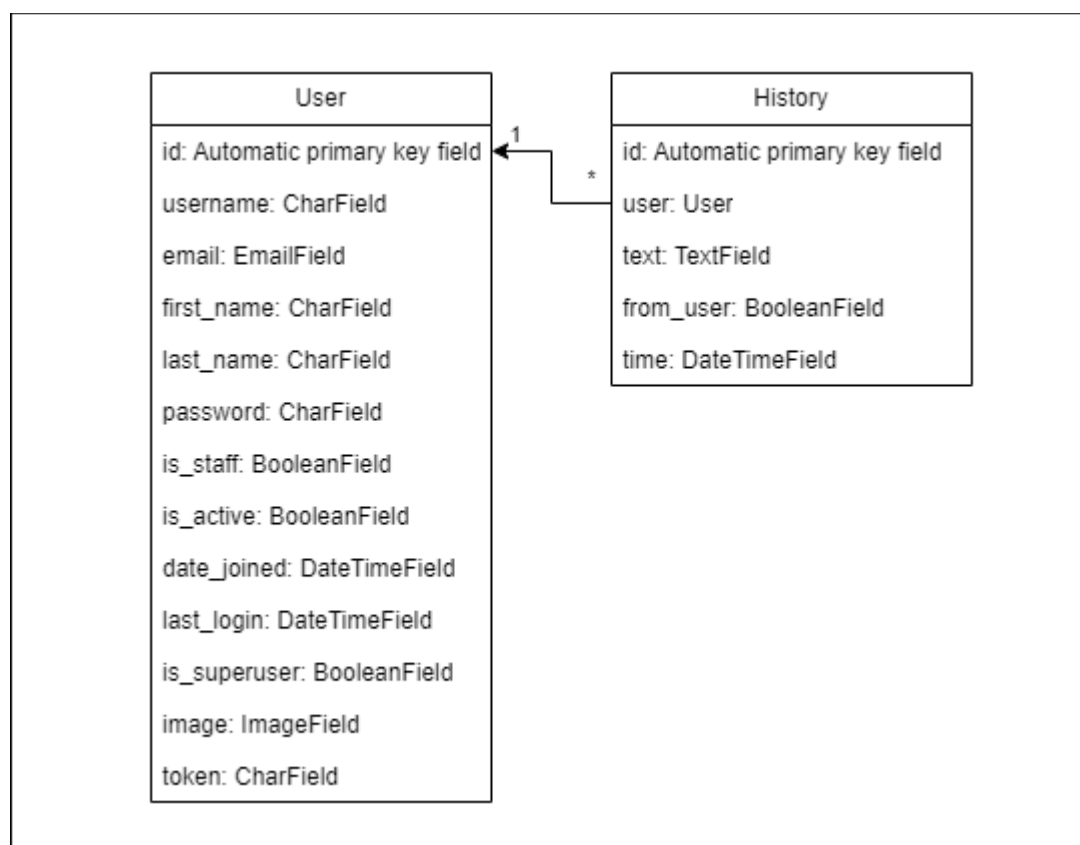 User
id: Automatic primary key field
username: CharField
email: EmailField
first_name: CharField
last_name: CharField
password: CharField
is_staff: BooleanField
is_active: BooleanField
date_joined: DateTimeField
last_login: DateTimeField
is_superuser: BooleanField
image: ImageField
token: CharField
1
*
History
id: Automatic primary key field
user: User
text: TextField
from_user: BooleanField
time: DateTimeField